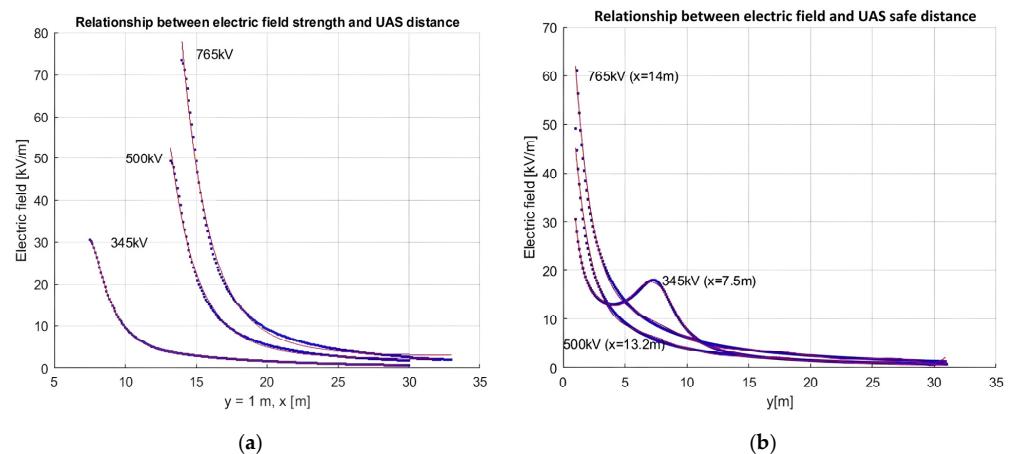 Relationship between electric field strength and UAS distance
80
70
60
50
40
30
20
10
0
5
10
15
20
25
30
35
Electric field [kV/m]
y = 1 m, x [m]
765kV
500kV
345kV
(a)
Relationship between electric field and UAS safe distance
70
60
50
40
30
20
10
0
0
5
10
15
20
25
30
35
Electric field [kV/m]
y[m]
765kV (x=14m)
345kV (x=7.5m)
500kV (x=13.2m)
(b)